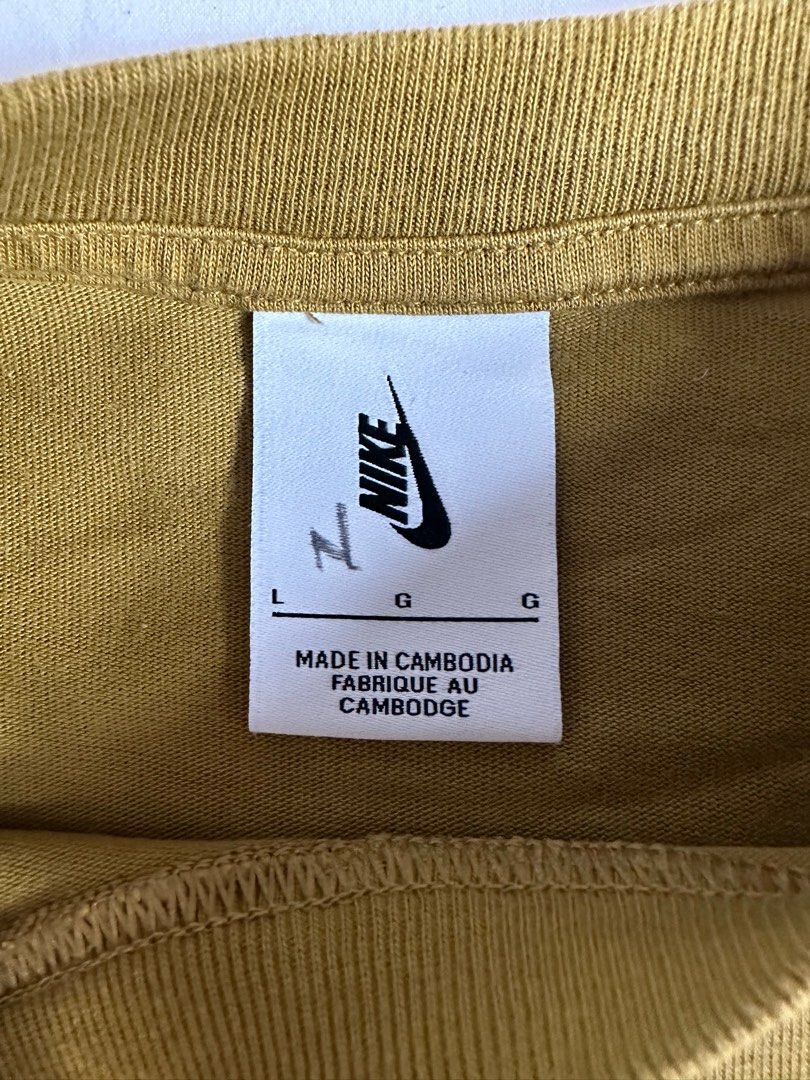 NIKE
L G G
MADE IN CAMBODIA
FABRIQUE AU
CAMBODGE